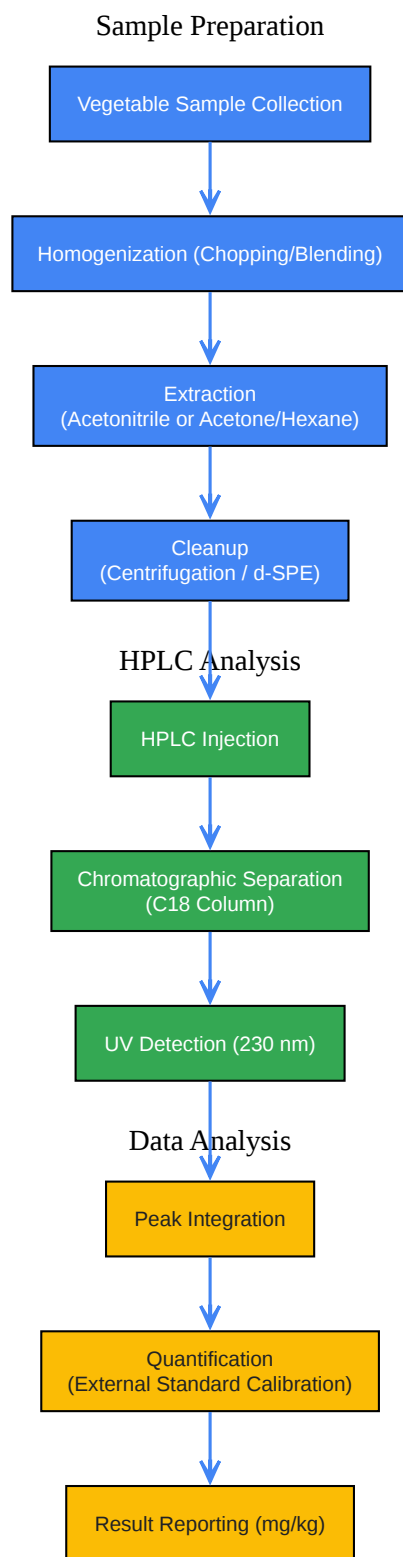 Sample Preparation
Vegetable Sample Collection
Homogenization (Chopping/Blending)
Extraction
(Acetonitrile or Acetone/Hexane)
Cleanup
(Centrifugation / d-SPE)
HPLC Analysis
HPLC Injection
Chromatographic Separation
(C18 Column)
UV Detection (230 nm)
Data Analysis
Peak Integration
Quantification
(External Standard Calibration)
Result Reporting (mg/kg)